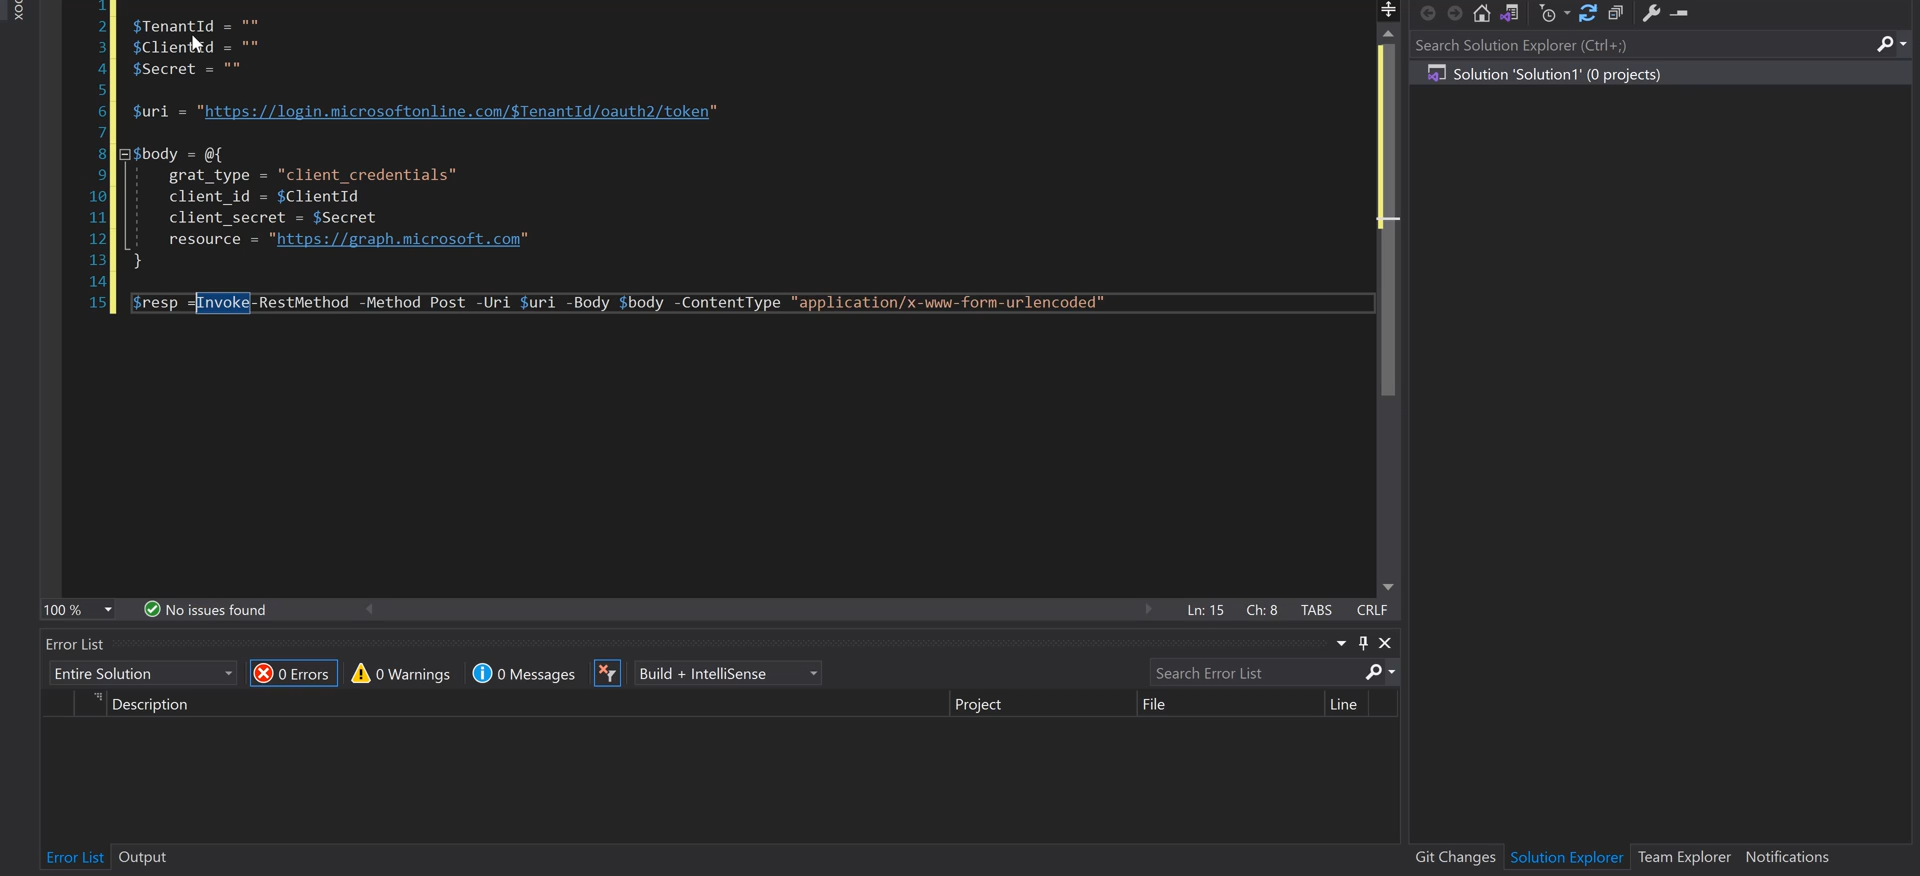 1
2 $TenantId = ""
3 $ClientId = ""
4 $Secret = ""
5
6 $uri = "https://login.microsoftonline.com/$TenantId/oauth2/token"
7
8 $body = @{
9 grat_type = "client_credentials"
10 client_id = $ClientId
11 client_secret = $Secret
12 resource = "https://graph.microsoft.com"
13 }
14
15 $resp =Invoke-RestMethod -Method Post -Uri $uri -Body $body -ContentType "application/x-www-form-urlencoded"
100 % No issues found Ln: 15 Ch: 8 TABS CRLF
Error List
Entire Solution 0 Errors 0 Warnings 0 Messages Build + IntelliSense Search Error List
Description Project File Line
Error List Output
Search Solution Explorer (Ctrl+;)
Solution 'Solution1' (0 projects)
Git Changes Solution Explorer Team Explorer Notifications